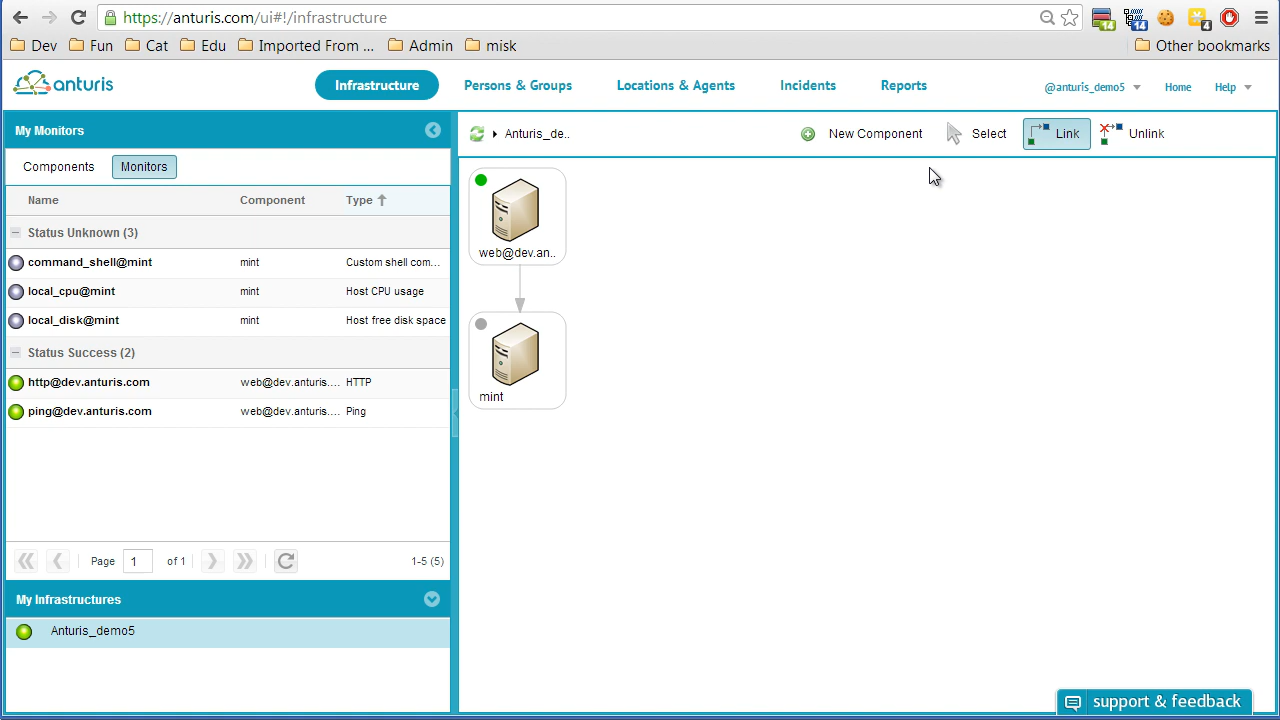 https://anturis.com/ui#!/infrastructure
14
14
4
Dev Fun Cat Edu Imported From ... Admin misk Other bookmarks
anturis Infrastructure Persons & Groups Locations & Agents Incidents Reports @anturis_demo5 Home Help
My Monitors
Components Monitors
Name Component Type
Status Unknown (3)
command_shell@mint mint Custom shell com...
local_cpu@mint mint Host CPU usage
local_disk@mint mint Host free disk space
Status Success (2)
http@dev.anturis.com web@dev.anturis.... HTTP
ping@dev.anturis.com web@dev.anturis.... Ping
Page 1 of 1 1-5 (5)
My Infrastructures
Anturis_demo5
Anturis_de.. New Component Select Link Unlink
web@dev.an..
mint
support & feedback